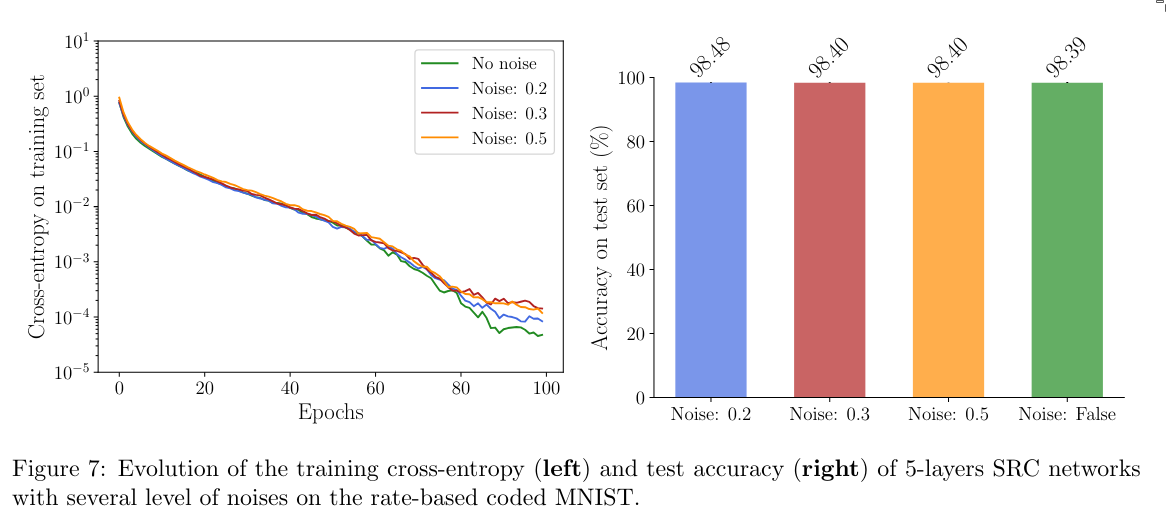 10¹
10⁰
10⁻¹
10⁻²
10⁻³
10⁻⁴
10⁻⁵
Cross-entropy on training set
0 20 40 60 80 100
Epochs
No noise
Noise: 0.2
Noise: 0.3
Noise: 0.5
98.48 98.40 98.40 98.39
100
80
60
40
20
0
Accuracy on test set (%)
Noise: 0.2 Noise: 0.3 Noise: 0.5 Noise: False
Figure 7: Evolution of the training cross-entropy (left) and test accuracy (right) of 5-layers SRC networks
with several level of noises on the rate-based coded MNIST.